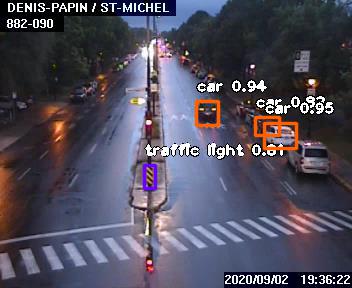 DENIS-PAPIN / ST-MICHEL
882-090
car 0.94
car 0.95
traffic light 0.81
2020/09/02 19:36:22